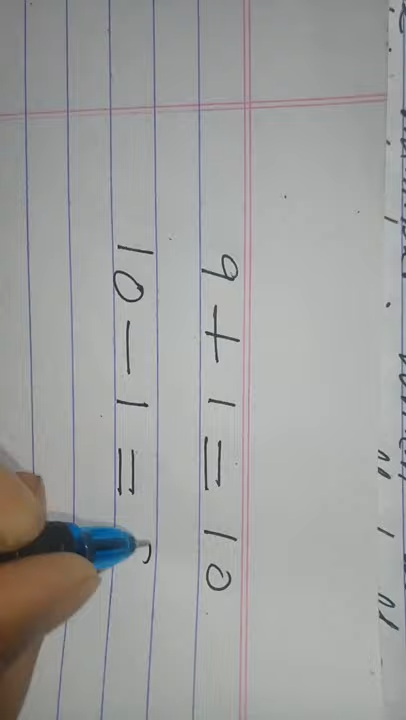 9 + 1 = 10
10 - 1 =